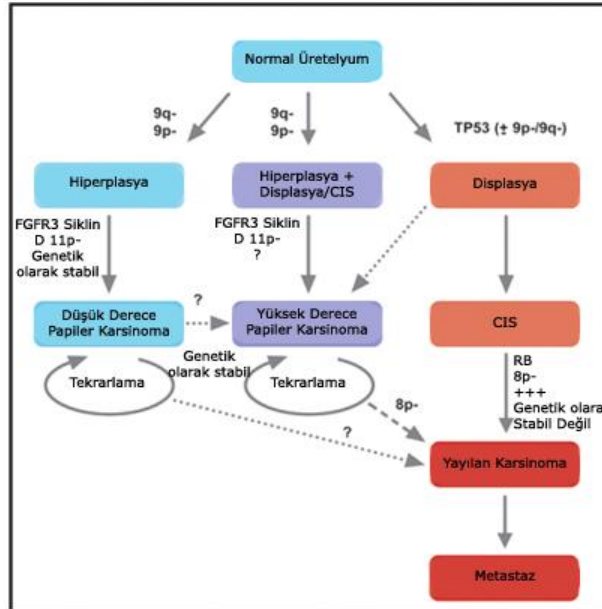 Normal Üretelyum
9q-
9p-
9q-
9p-
TP53 (± 9p-/9q-)
Hiperplasya
Hiperplasya +
Displasya/CIS
Displasya
FGFR3 Siklin
D 11p-
Genetik
olarak stabil
FGFR3 Siklin
D 11p-
?
Düşük Derece
Papiler Karsinoma
?
Yüksek Derece
Papiler Karsinoma
CIS
Genetik
olarak stabil
Tekrarlama
Tekrarlama
RB
8p-
+++
Genetik olara
Stabil Değil
8p-
?
Yayılan Karsinoma
Metastaz